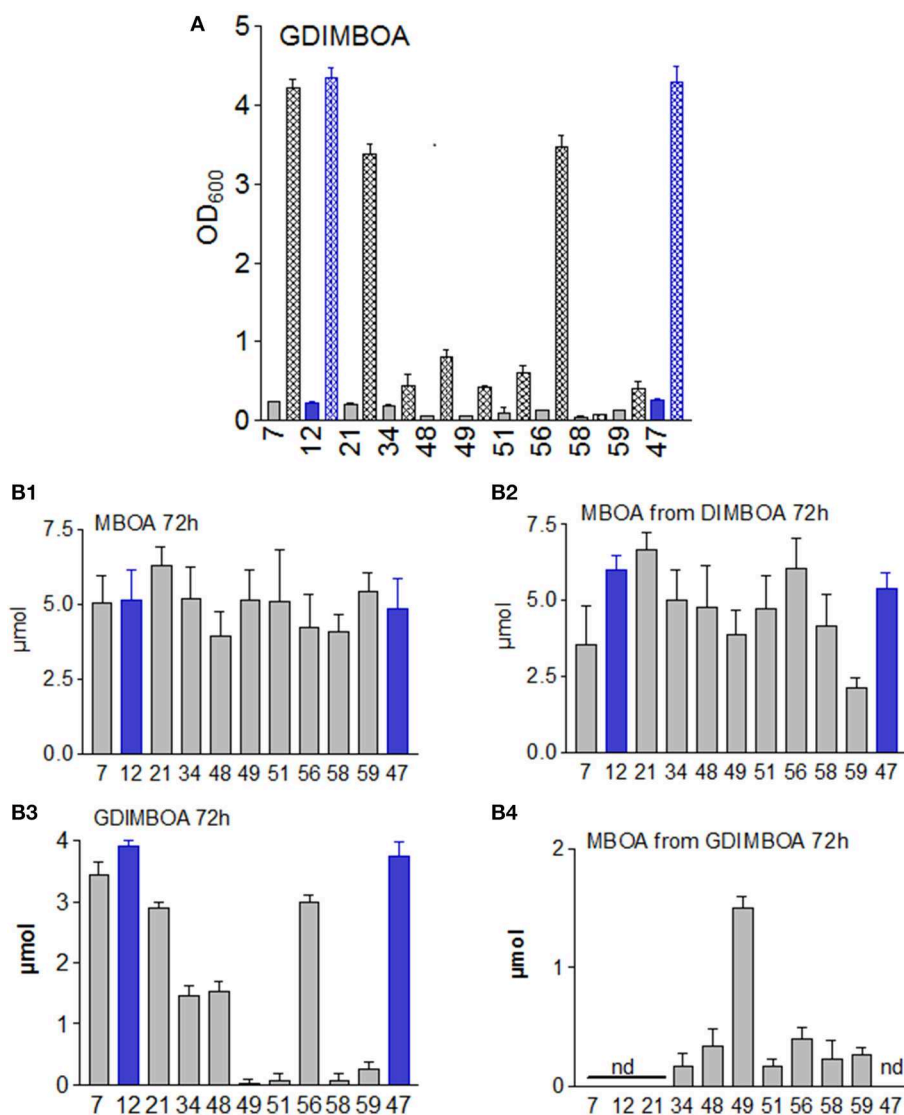 A
GDIMBOA
OD600
5
4
3
2
1
0
7 12 21 34 48 49 51 56 58 59 47
B1
MBOA 72h
µmol
7.5
5.0
2.5
0.0
7 12 21 34 48 49 51 56 58 59 47
B2
MBOA from DIMBOA 72h
µmol
7.5
5.0
2.5
0.0
7 12 21 34 48 49 51 56 58 59 47
B3
GDIMBOA 72h
µmol
4
3
2
1
0
7 12 21 34 48 49 51 56 58 59 47
B4
MBOA from GDIMBOA 72h
µmol
2
1
0
nd
nd
7 12 21 34 48 49 51 56 58 59 47